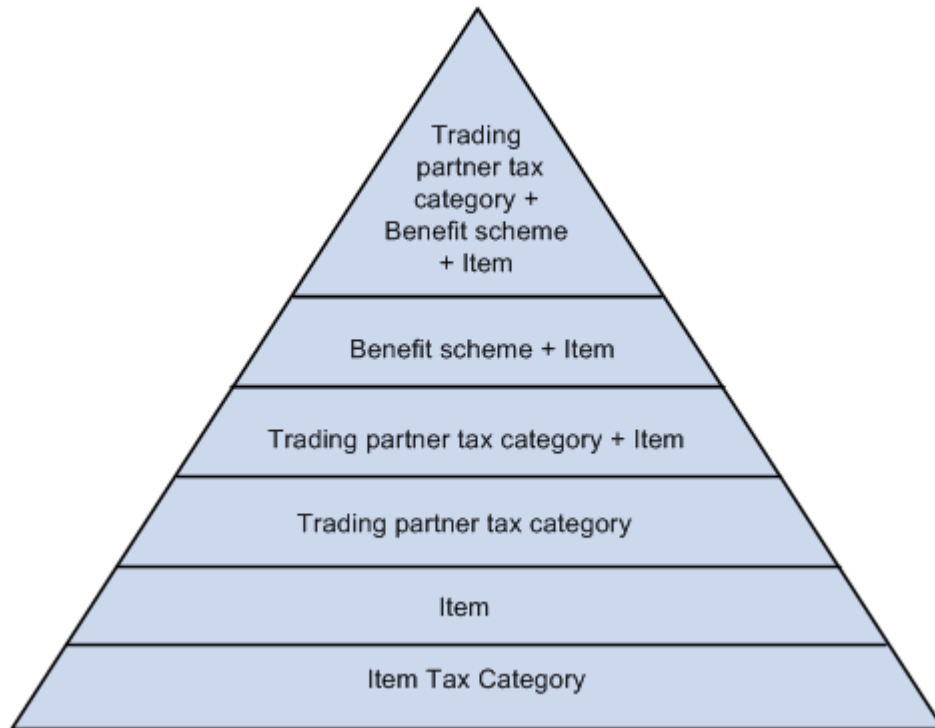 Trading
partner tax
category +
Benefit scheme
+ Item
Benefit scheme + Item
Trading partner tax category + Item
Trading partner tax category
Item
Item Tax Category